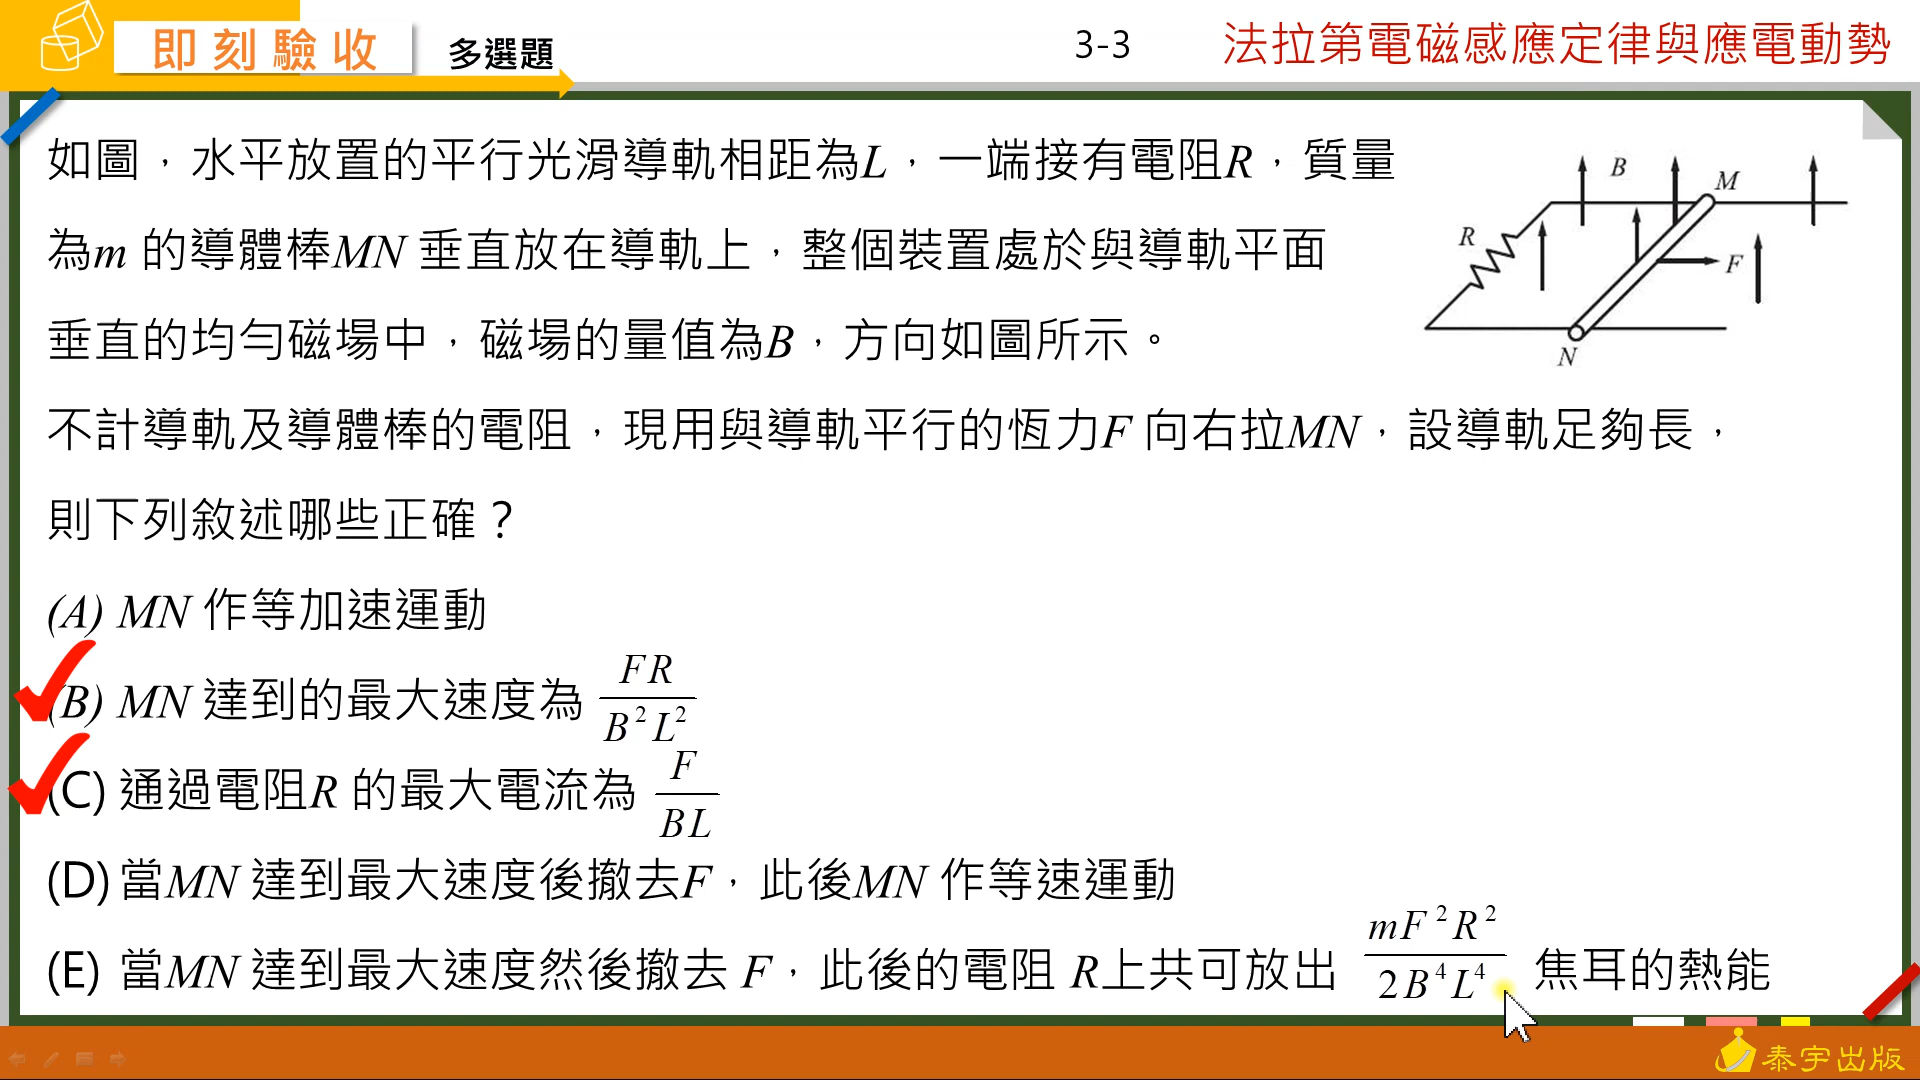 即刻驗收 多選題 3-3 法拉第電磁感應定律與應電動勢
如圖，水平放置的平行光滑導軌相距為L，一端接有電阻R，質量
為m 的導體棒MN 垂直放在導軌上，整個裝置處於與導軌平面
垂直的均勻磁場中，磁場的量值為B，方向如圖所示。
不計導軌及導體棒的電阻，現用與導軌平行的恆力F 向右拉MN，設導軌足夠長，
則下列敘述哪些正確？
B
M
R
F
N
(A) MN 作等加速運動
(B) MN 達到的最大速度為 FR/B²L²
(C) 通過電阻R 的最大電流為 F/BL
(D) 當MN 達到最大速度後撤去F，此後MN 作等速運動
(E) 當MN 達到最大速度然後撤去 F，此後的電阻 R上共可放出 mF²R²/2B⁴L⁴ 焦耳的熱能
泰宇出版